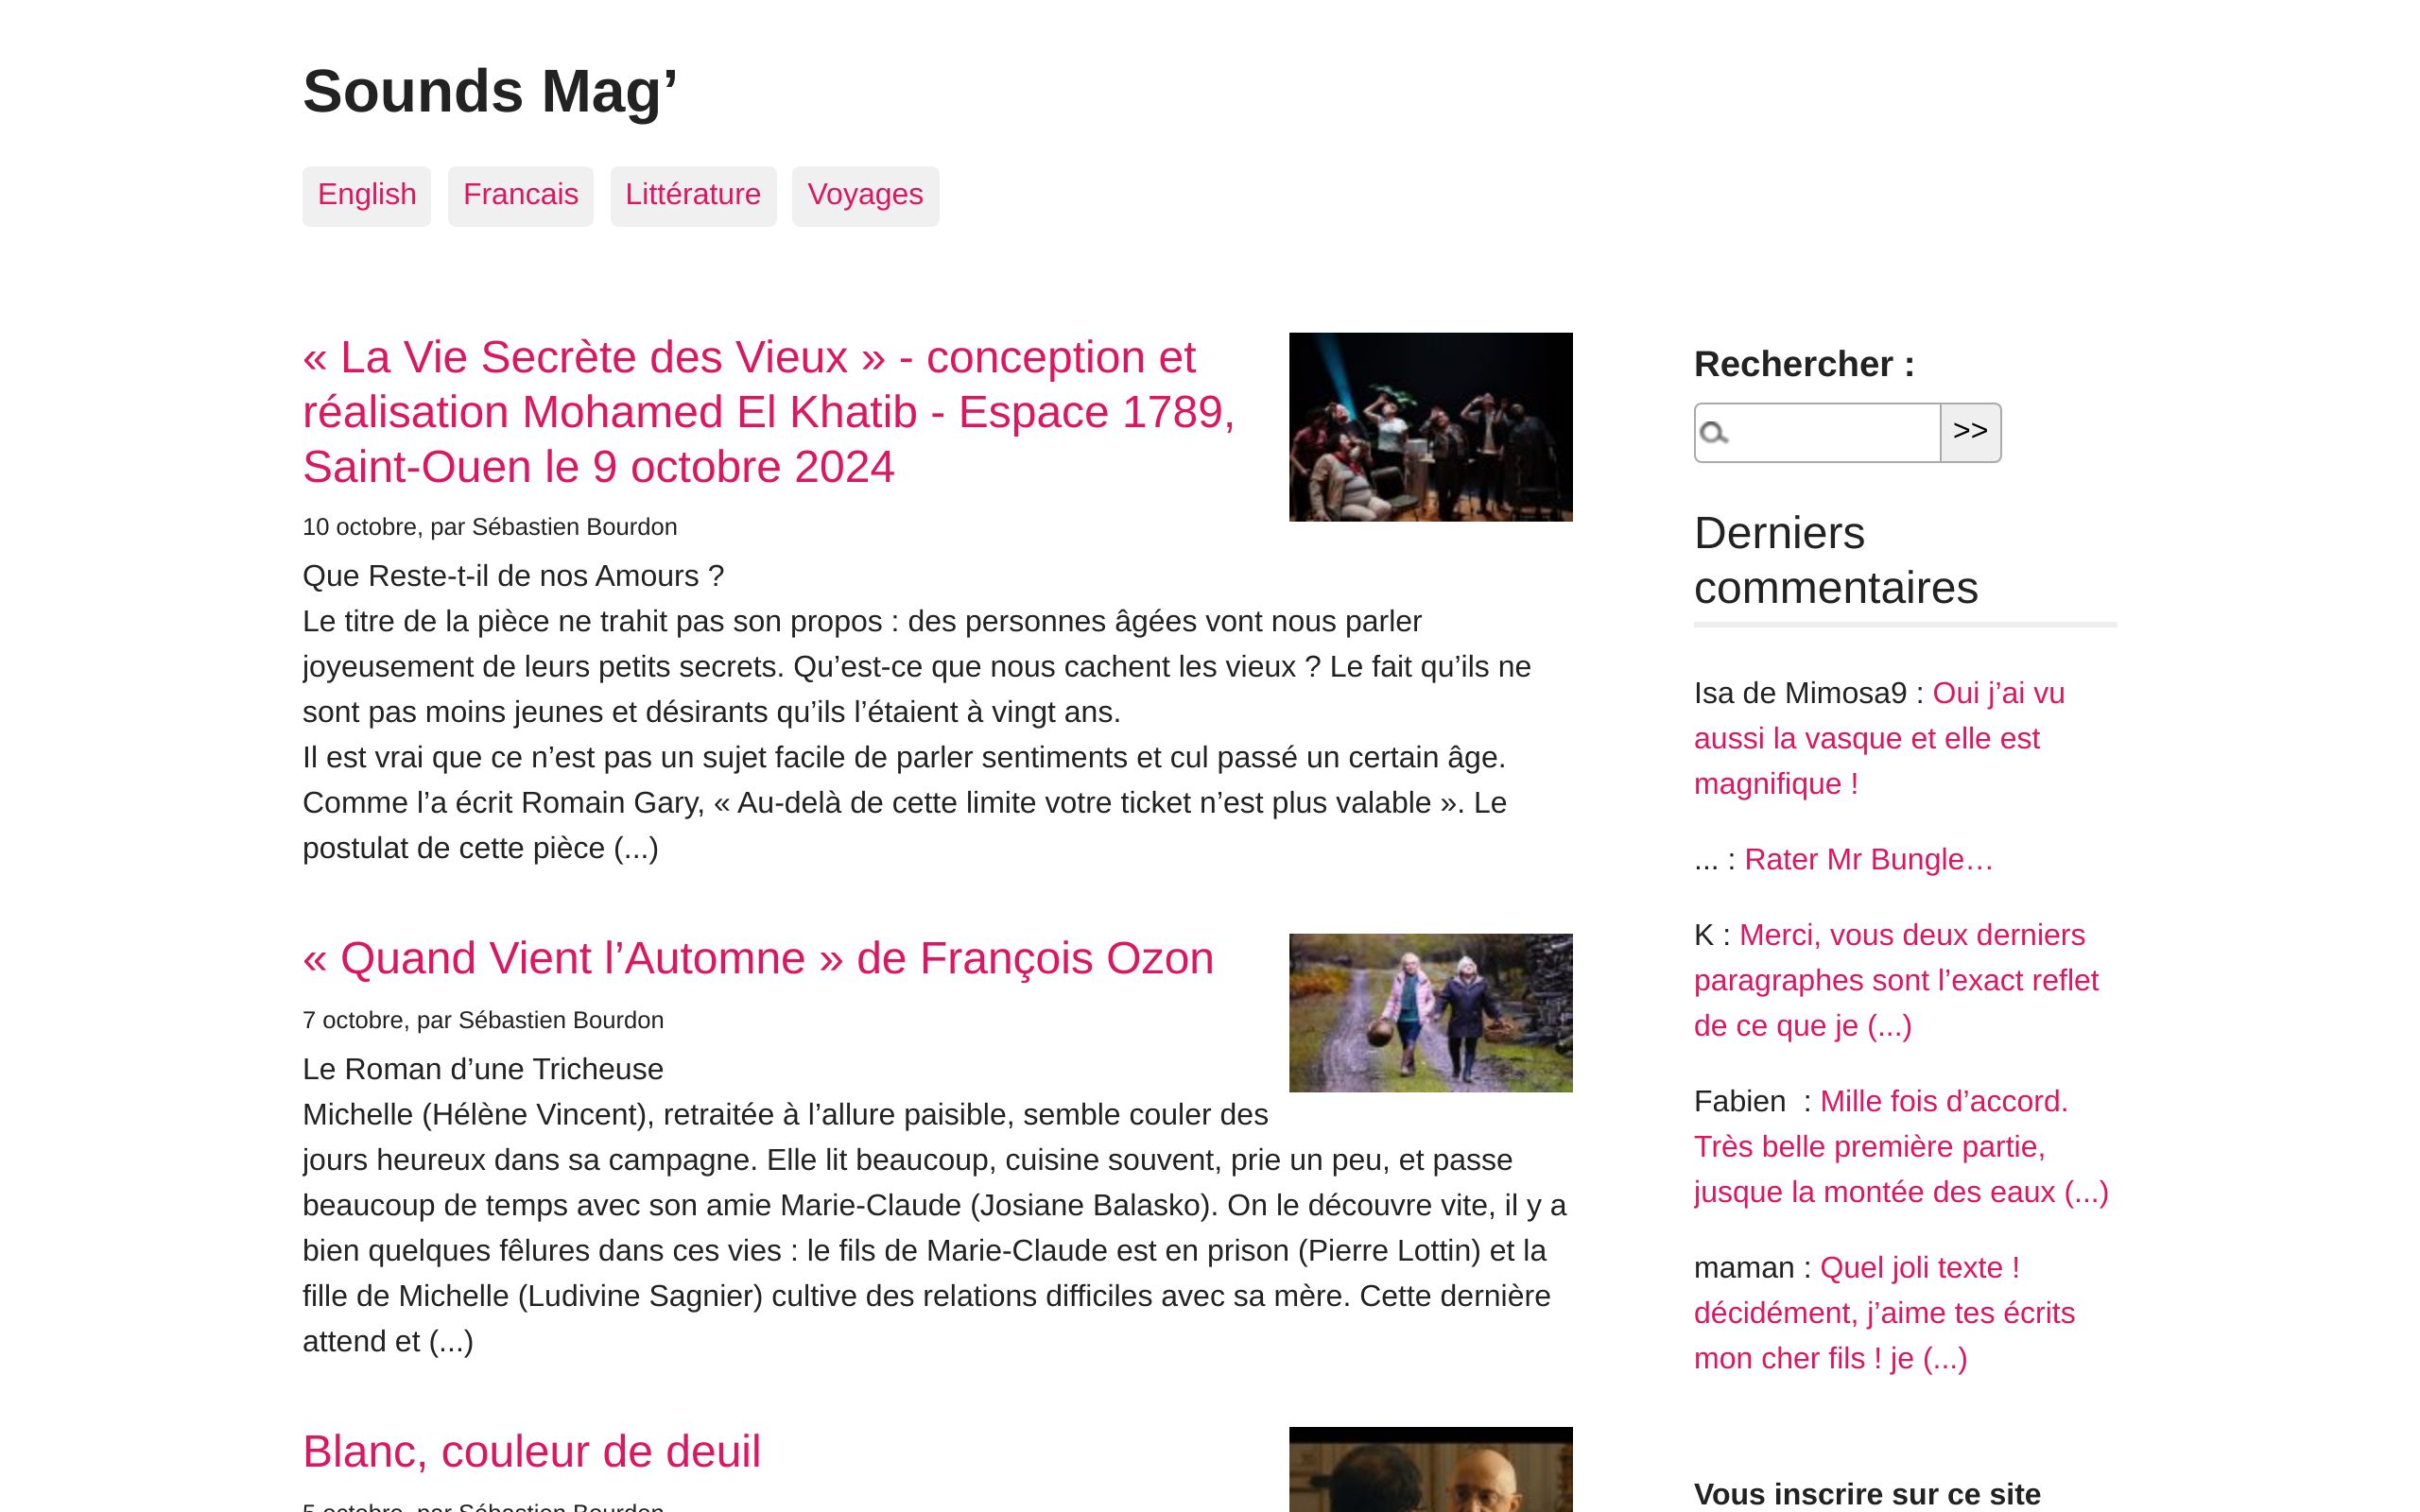 Sounds Mag’
English
Francais
Littérature
Voyages
« La Vie Secrète des Vieux » - conception et
réalisation Mohamed El Khatib - Espace 1789,
Saint-Ouen le 9 octobre 2024
10 octobre, par Sébastien Bourdon
Que Reste-t-il de nos Amours ?
Le titre de la pièce ne trahit pas son propos : des personnes âgées vont nous parler
joyeusement de leurs petits secrets. Qu’est-ce que nous cachent les vieux ? Le fait qu’ils ne
sont pas moins jeunes et désirants qu’ils l’étaient à vingt ans.
Il est vrai que ce n’est pas un sujet facile de parler sentiments et cul passé un certain âge.
Comme l’a écrit Romain Gary, « Au-delà de cette limite votre ticket n’est plus valable ». Le
postulat de cette pièce (...)
« Quand Vient l’Automne » de François Ozon
7 octobre, par Sébastien Bourdon
Le Roman d’une Tricheuse
Michelle (Hélène Vincent), retraitée à l’allure paisible, semble couler des
jours heureux dans sa campagne. Elle lit beaucoup, cuisine souvent, prie un peu, et passe
beaucoup de temps avec son amie Marie-Claude (Josiane Balasko). On le découvre vite, il y a
bien quelques fêlures dans ces vies : le fils de Marie-Claude est en prison (Pierre Lottin) et la
fille de Michelle (Ludivine Sagnier) cultive des relations difficiles avec sa mère. Cette dernière
attend et (...)
Blanc, couleur de deuil
5 octobre, par Sébastien Bourdon
Rechercher :
>>
Derniers
commentaires
Isa de Mimosa9 : Oui j’ai vu
aussi la vasque et elle est
magnifique !
... : Rater Mr Bungle…
K : Merci, vous deux derniers
paragraphes sont l’exact reflet
de ce que je (...)
Fabien  : Mille fois d’accord.
Très belle première partie,
jusque la montée des eaux (...)
maman : Quel joli texte !
décidément, j’aime tes écrits
mon cher fils ! je (...)
Vous inscrire sur ce site